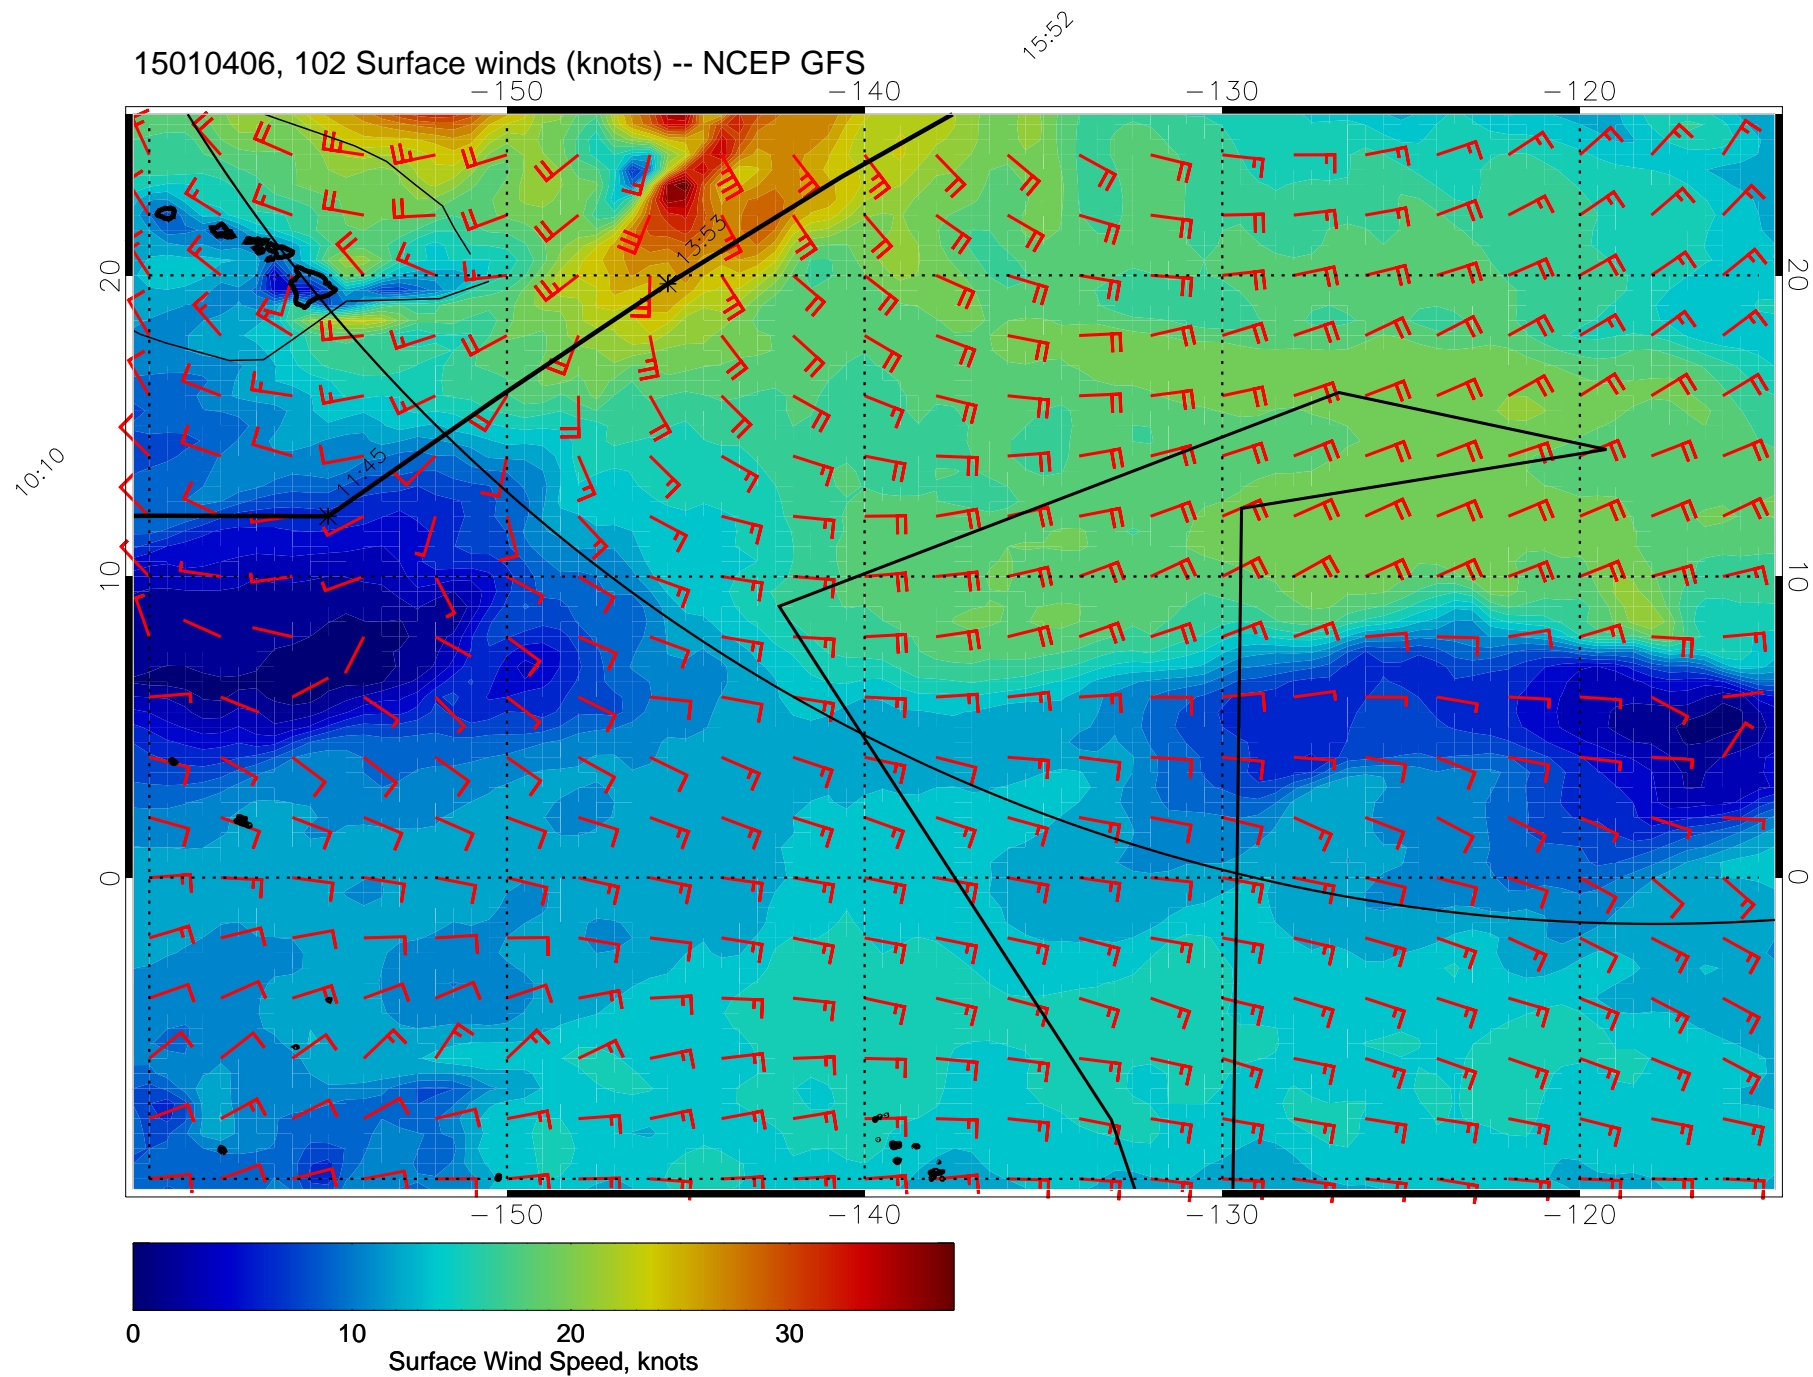 15:52
15010406, 102 Surface winds (knots) -- NCEP GFS
-150 -140 -130 -120
13:53
20 20
11:45
10:10
10 10
0 0
-150 -140 -130 -120
0 10 20 30
Surface Wind Speed, knots